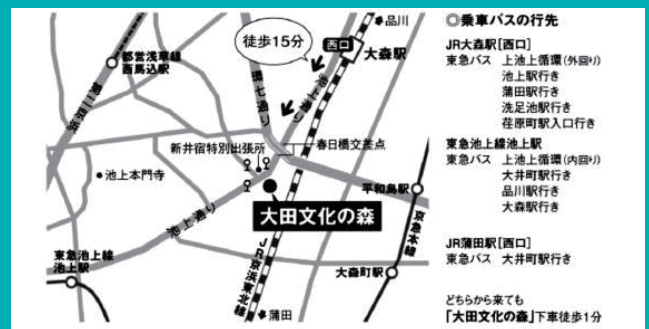 品川
徒歩15分
西口
大森駅
都営浅草線
西馬込駅
第二京浜
環七通り
池上通り
新井宿特別出張所
春日橋交差点
池上本門寺
平和島駅
大田文化の森
池上通り
京急本線
東急池上線
池上駅
JR京浜東北線
大森町駅
蒲田
◎乗車バスの行先
JR大森駅[西口]
東急バス 上池上循環(外回り)
池上駅行き
蒲田駅行き
洗足池駅行き
荏原町駅入口行き
東急池上線池上駅
東急バス 上池上循環(内回り)
大井町駅行き
品川駅行き
大森駅行き
JR蒲田駅[西口]
東急バス 大井町駅行き
どちらから来ても
「大田文化の森」下車徒歩1分